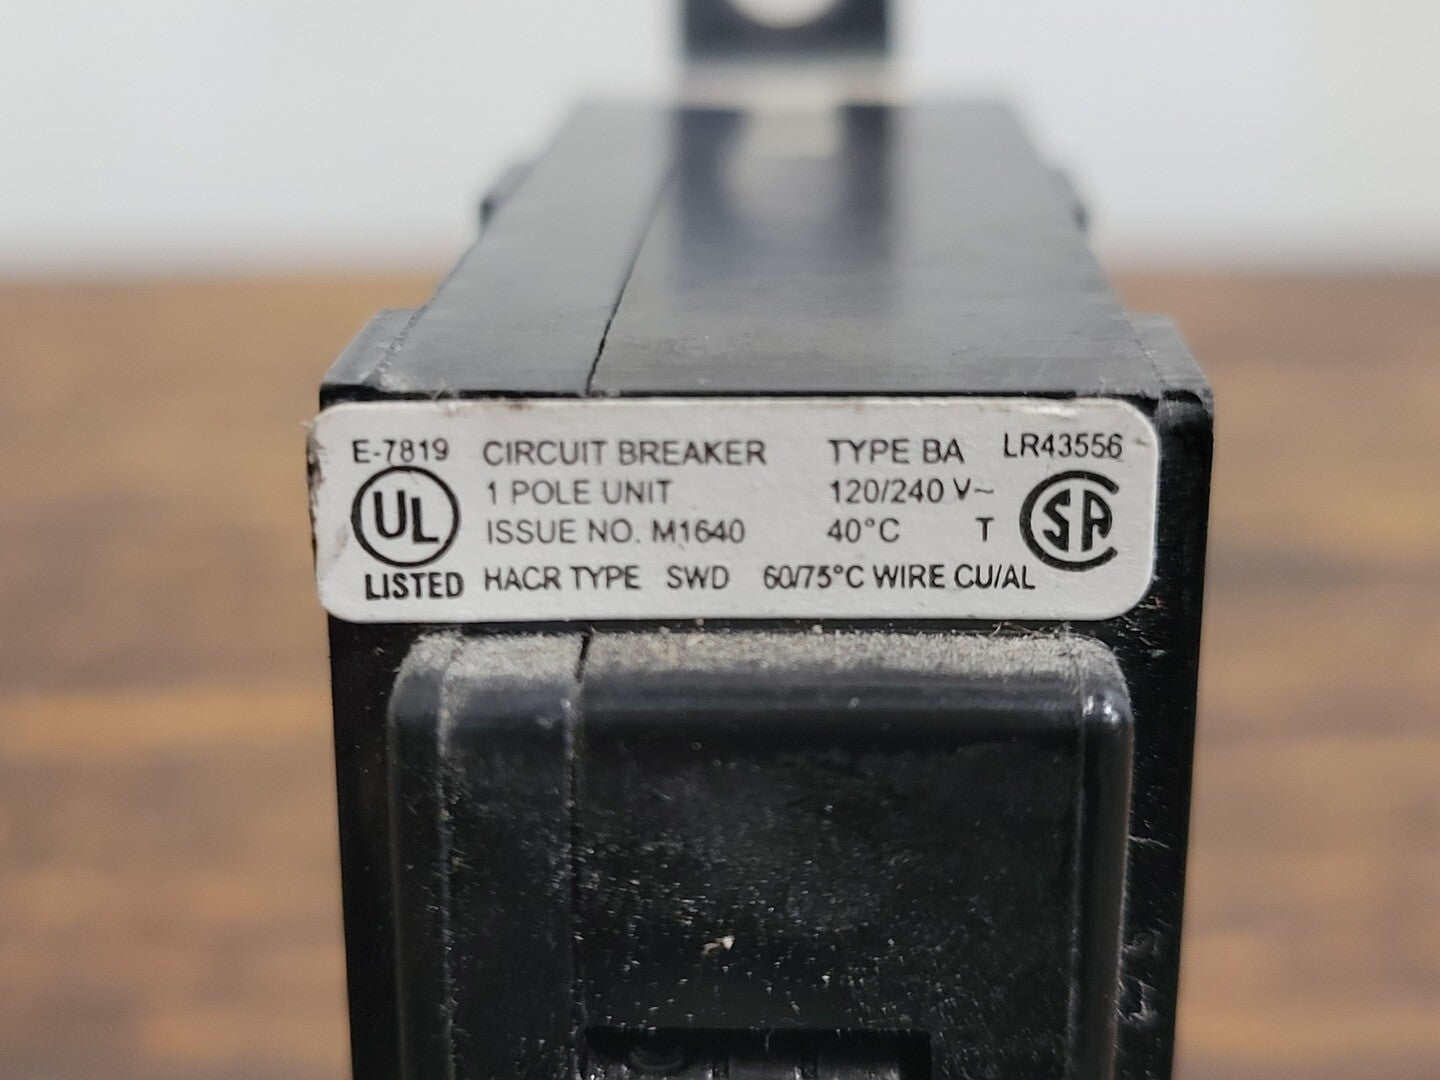 E-7819 CIRCUIT BREAKER TYPE BA LR43556
UL 1 POLE UNIT 120/240 V~ SA
ISSUE NO. M1640 40°C T
LISTED HACR TYPE SWD 60/75°C WIRE CU/AL